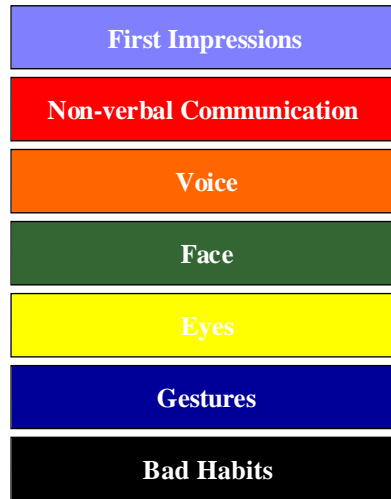 First Impressions
Non-verbal Communication
Voice
Face
Eyes
Gestures
Bad Habits